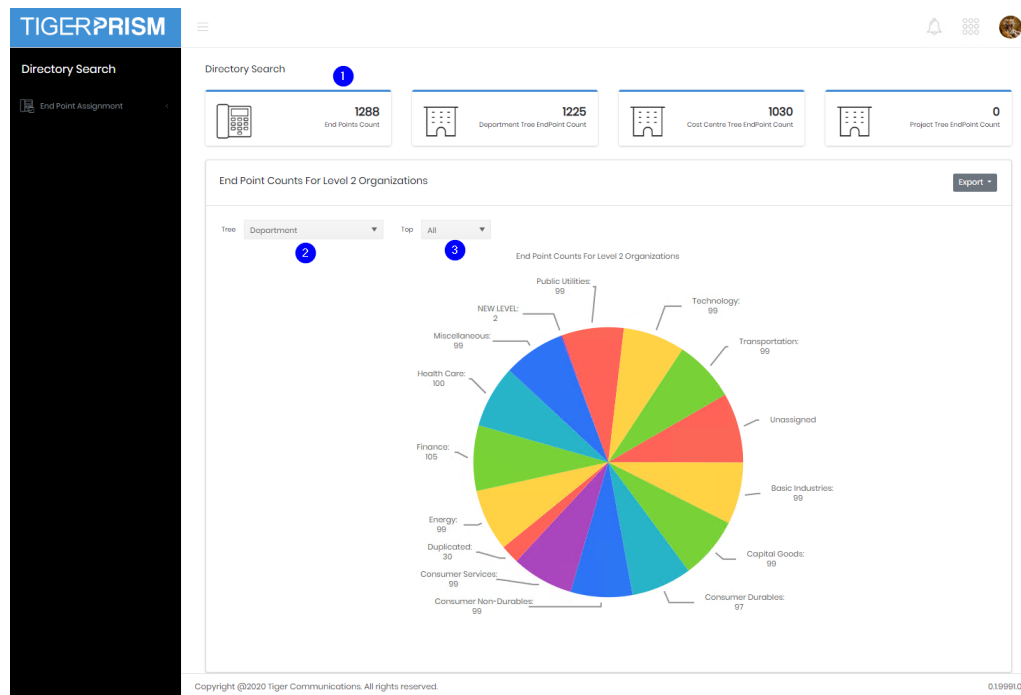 TIGERPRISM
Directory Search
End Point Assignment
Directory Search
1
1288
End Points Count
1225
Department Tree EndPoint Count
1030
Cost Centre Tree EndPoint Count
0
Project Tree EndPoint Count
End Point Counts For Level 2 Organizations
Export
Tree
Department
Top
All
2
3
End Point Counts For Level 2 Organizations
Public Utilities:
99
NEW LEVEL:
2
Technology:
99
Miscellaneous:
99
Transportation:
99
Health Care:
100
Unassigned
Finance:
105
Basic Industries:
99
Energy:
99
Duplicated:
30
Capital Goods:
99
Consumer Services:
99
Consumer Durables:
97
Consumer Non-Durables:
99
Copyright @2020 Tiger Communications. All rights reserved.
0.1.9991.0